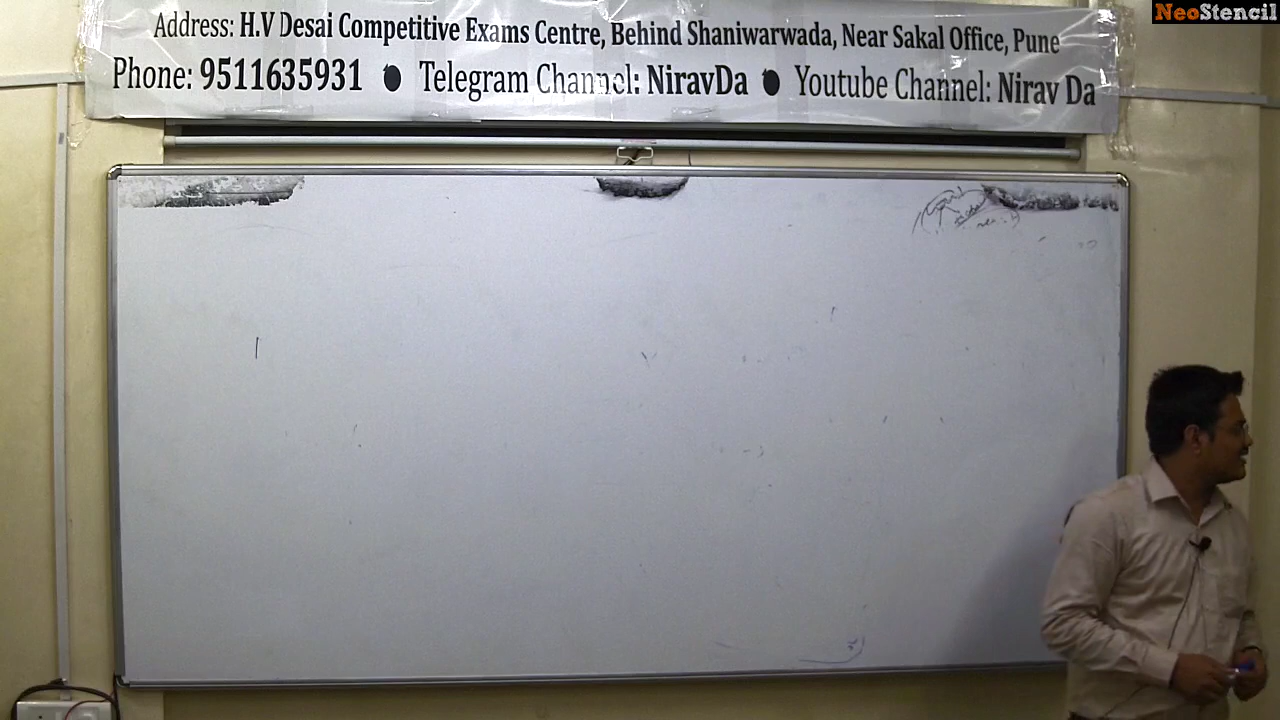 NeoStencil
Address: H.V Desai Competitive Exams Centre, Behind Shaniwarwada, Near Sakal Office, Pune
Phone: 9511635931 ● Telegram Channel: NiravDa ● Youtube Channel: Nirav Da